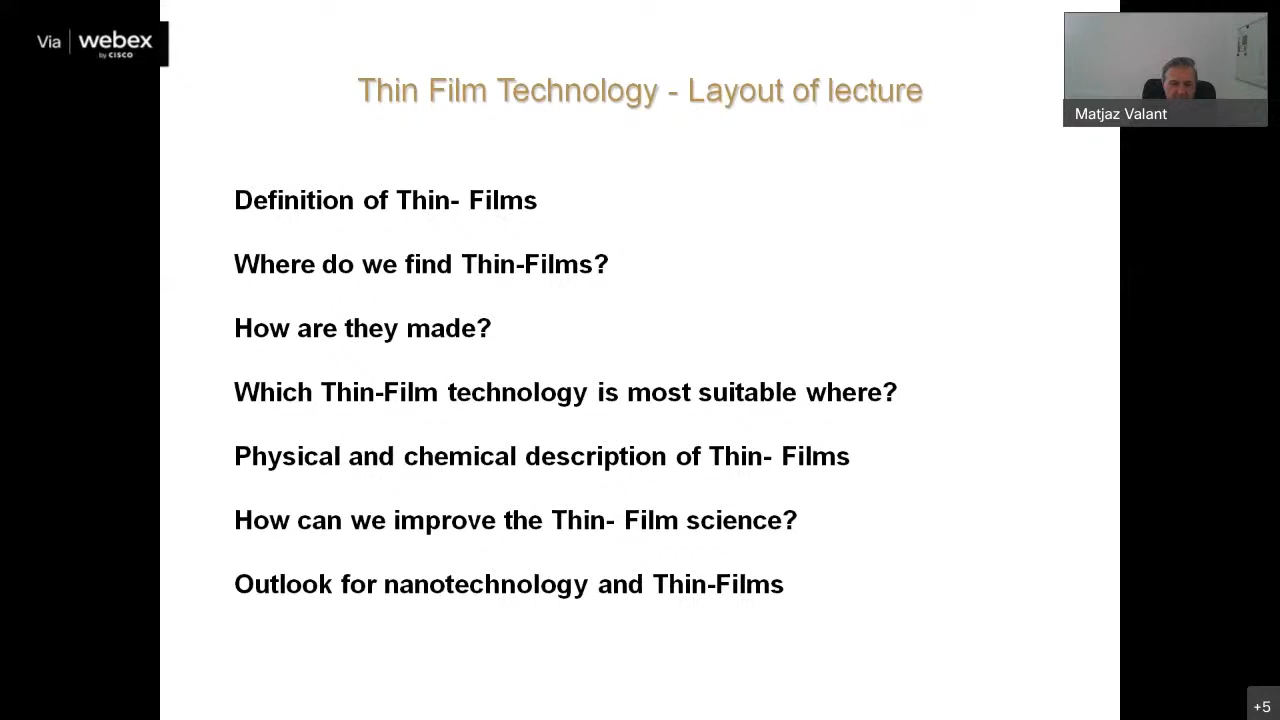 Via webex
by CISCO
Thin Film Technology - Layout of lecture
Matjaz Valant
Definition of Thin- Films
Where do we find Thin-Films?
How are they made?
Which Thin-Film technology is most suitable where?
Physical and chemical description of Thin- Films
How can we improve the Thin- Film science?
Outlook for nanotechnology and Thin-Films
+5